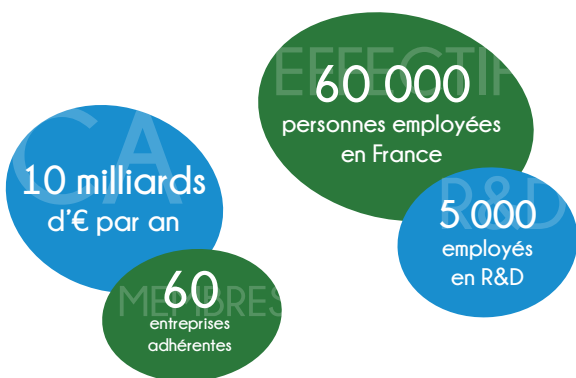 CA
10 milliards
d'€ par an
MEMBRES
60
entreprises
adhérentes
EFFECTIF
60 000
personnes employées
en France
R&D
5 000
employés
en R&D